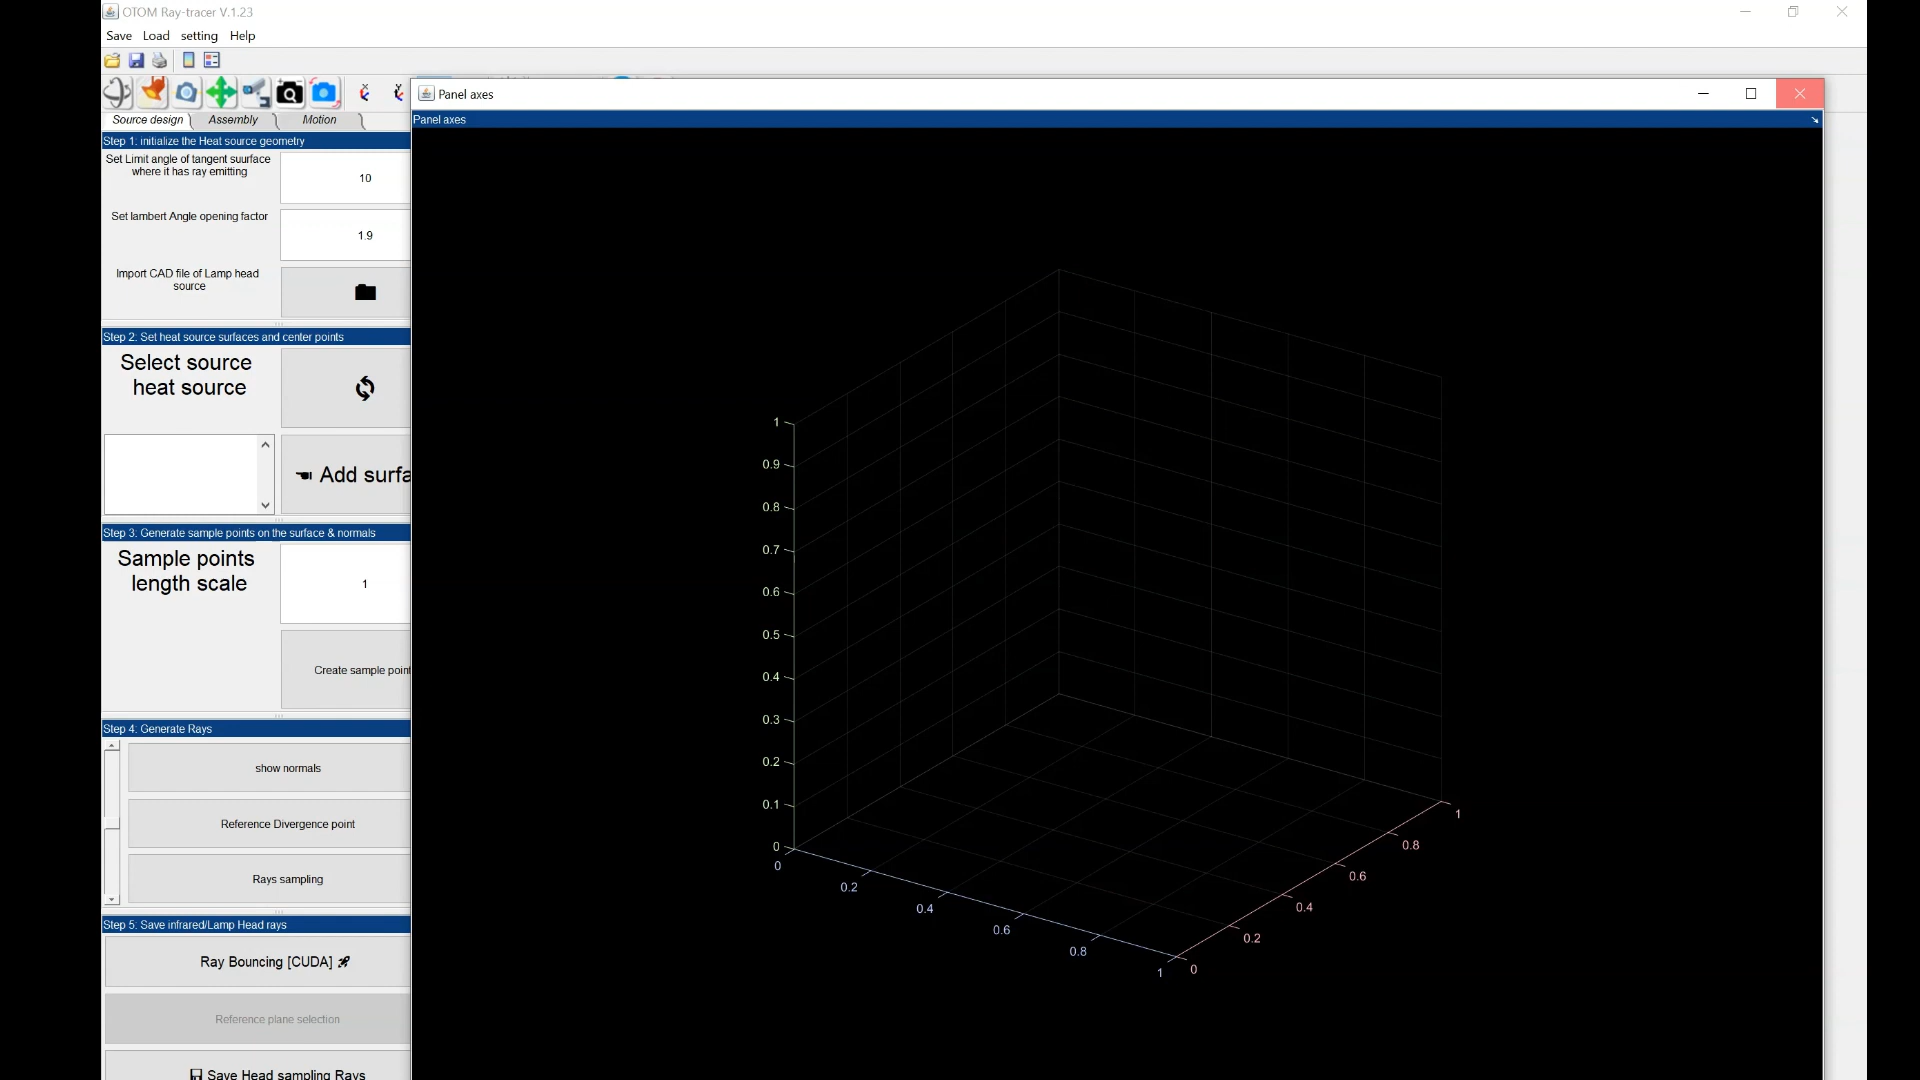 OTOM Ray-tracer V.1.23
Save Load setting Help
Panel axes
Source design Assembly Motion
Panel axes
Step 1: initialize the Heat source geometry
Set Limit angle of tangent suurface
where it has ray emitting
10
Set lambert Angle opening factor
1.9
Import CAD file of Lamp head
source
Step 2: Set heat source surfaces and center points
Select source
heat source
Add surfa
Step 3: Generate sample points on the surface & normals
Sample points
length scale
1
Create sample point
Step 4: Generate Rays
show normals
Reference Divergence point
Rays sampling
Step 5: Save infrared/Lamp Head rays
Ray Bouncing [CUDA]
Reference plane selection
Save Head sampling Rays
1
0.9
0.8
0.7
0.6
0.5
0.4
0.3
0.2
0.1
0
0
0.2
0.4
0.6
0.8
1
0
0.2
0.4
0.6
0.8
1